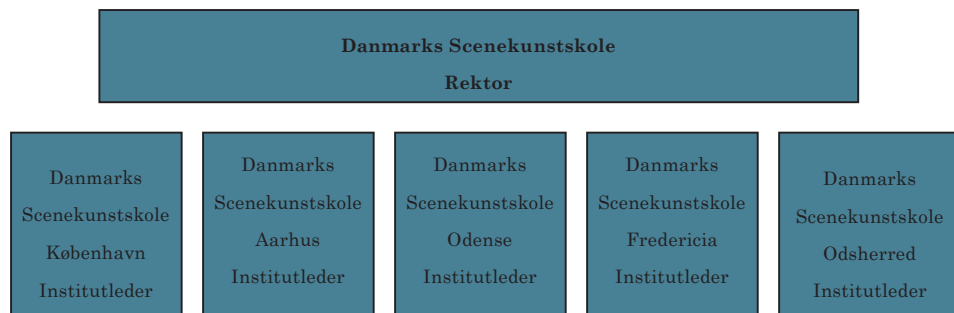 Danmarks Scenekunstskole
Rektor
Danmarks
Scenekunstskole
København
Institutleder
Danmarks
Scenekunstskole
Aarhus
Institutleder
Danmarks
Scenekunstskole
Odense
Institutleder
Danmarks
Scenekunstskole
Fredericia
Institutleder
Danmarks
Scenekunstskole
Odsherred
Institutleder